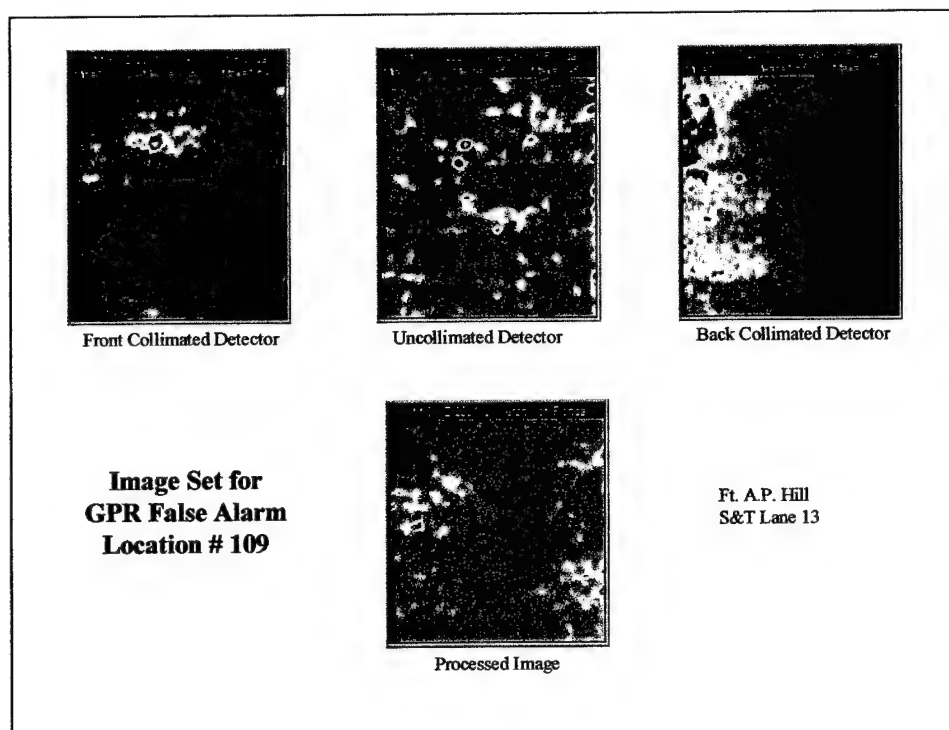 Front Collimated Detector
Uncollimated Detector
Back Collimated Detector
Image Set for
GPR False Alarm
Location # 109
Ft. A.P. Hill
S&T Lane 13
Processed Image